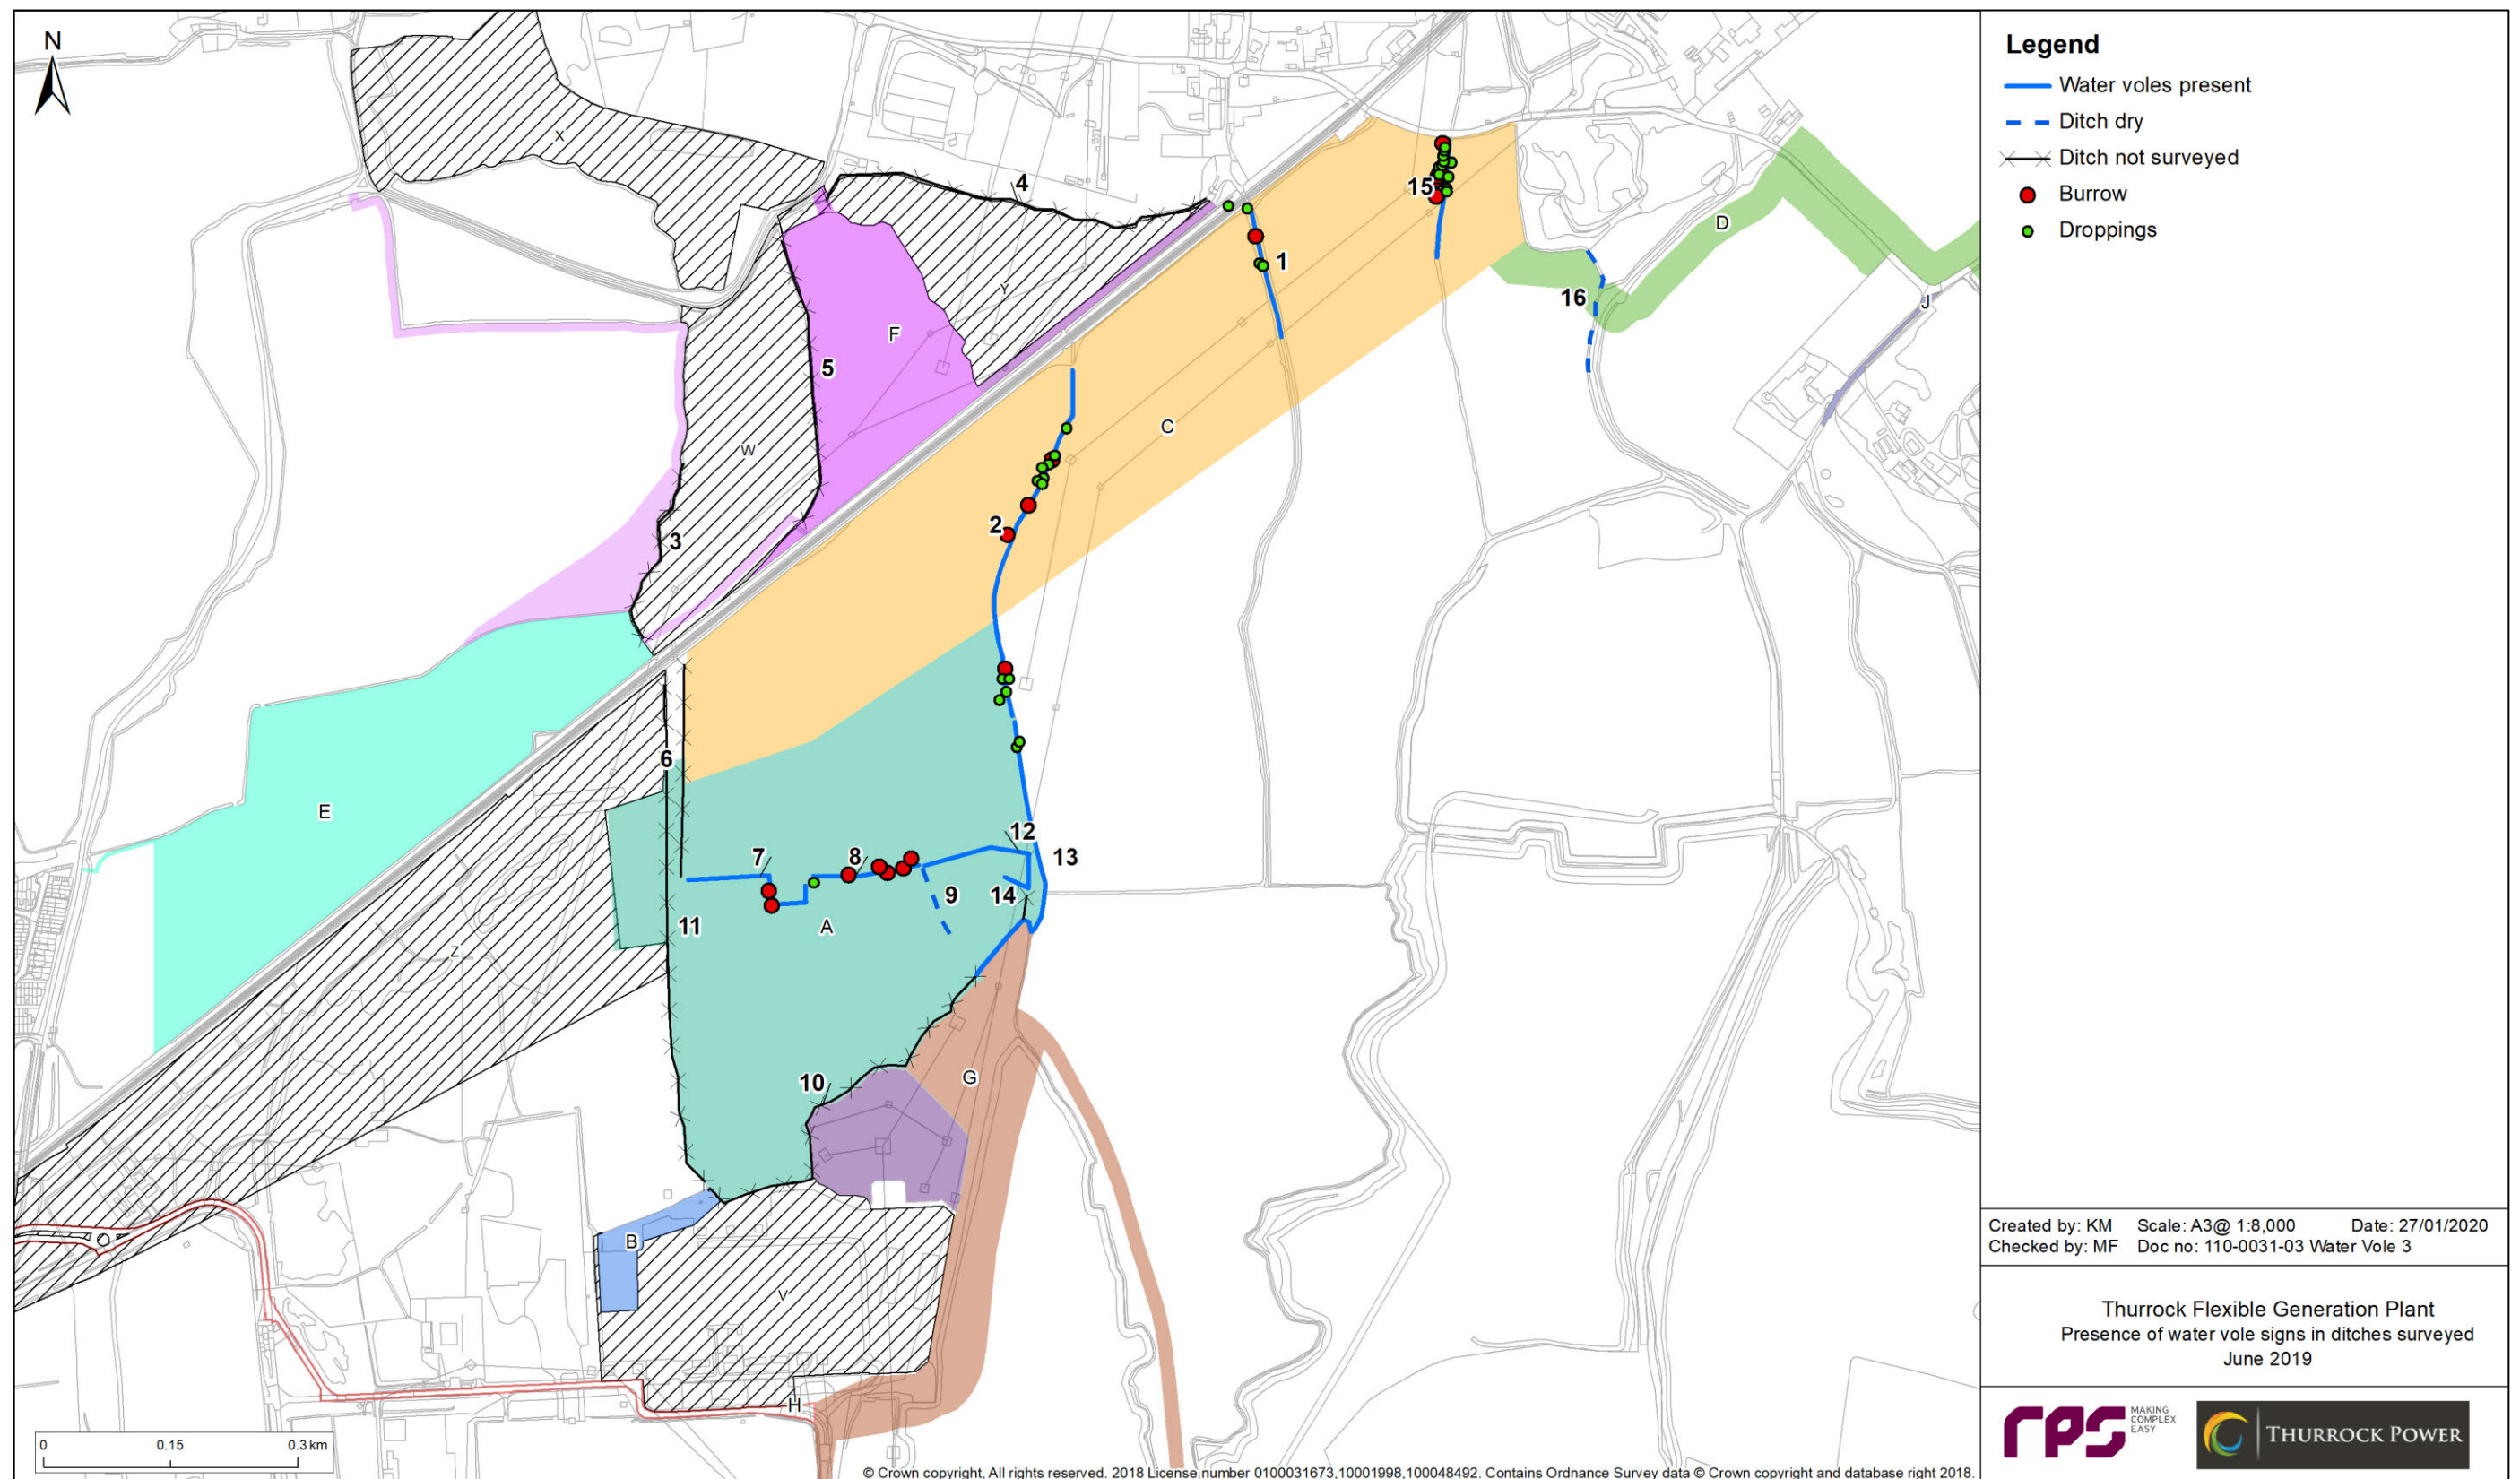 N
X
4
15
D
1
16
J
Y
F
5
C
W
2
3
6
E
12
7
8
13
9
14
11
A
Z
10
G
B
V
H
0 0.15 0.3 km
© Crown copyright, All rights reserved. 2018 License number 0100031673,10001998,100048492. Contains Ordnance Survey data © Crown copyright and database right 2018.
Legend
Water voles present
Ditch dry
Ditch not surveyed
Burrow
Droppings
Created by: KM Scale: A3@ 1:8,000 Date: 27/01/2020
Checked by: MF Doc no: 110-0031-03 Water Vole 3
Thurrock Flexible Generation Plant
Presence of water vole signs in ditches surveyed
June 2019
rps MAKING
COMPLEX
EASY
THURROCK POWER